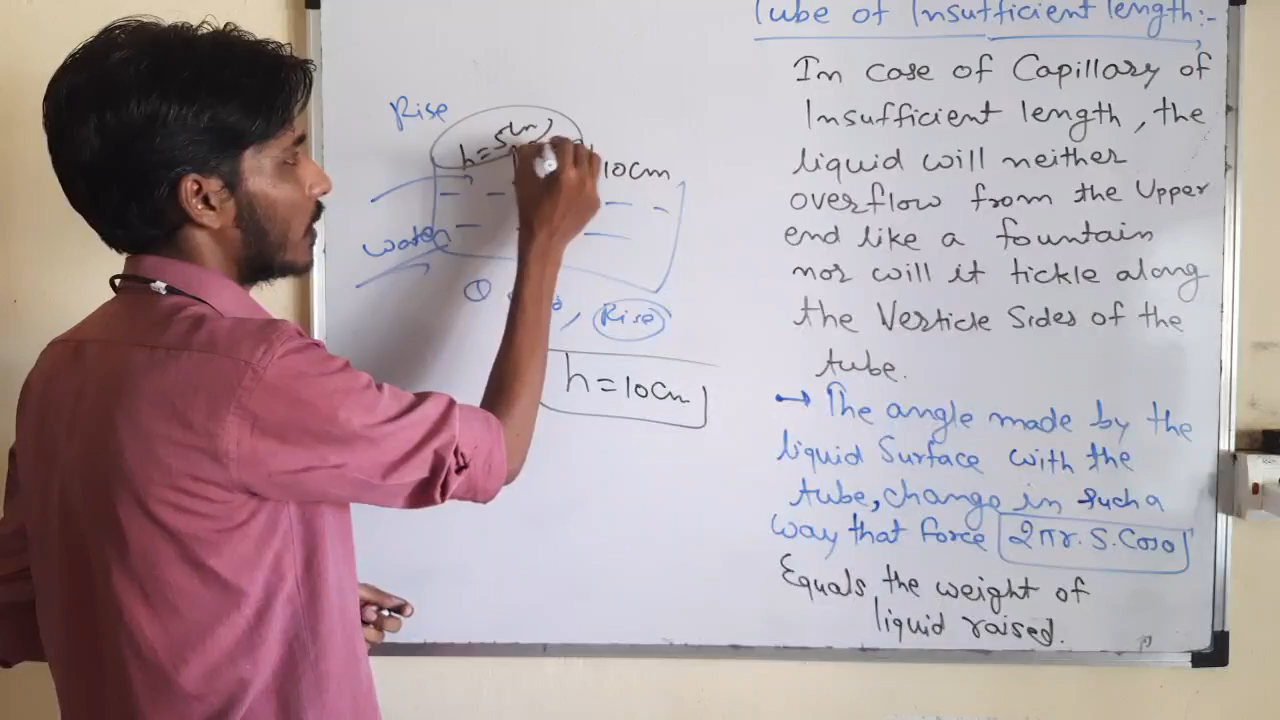 Tube of Insufficient length:-
In case of Capillary of
Insufficient length, the
liquid will neither
overflow from the Upper
end like a fountain
nor will it tickle along
the Verticle Sides of the
tube.
→ The angle made by the
liquid Surface with the
tube, change in such a
way that force 2πr.S.Cosθ
Equals the weight of
liquid raised.
Rise
h=5cm
10cm
water
①
, Rise
h=10cm